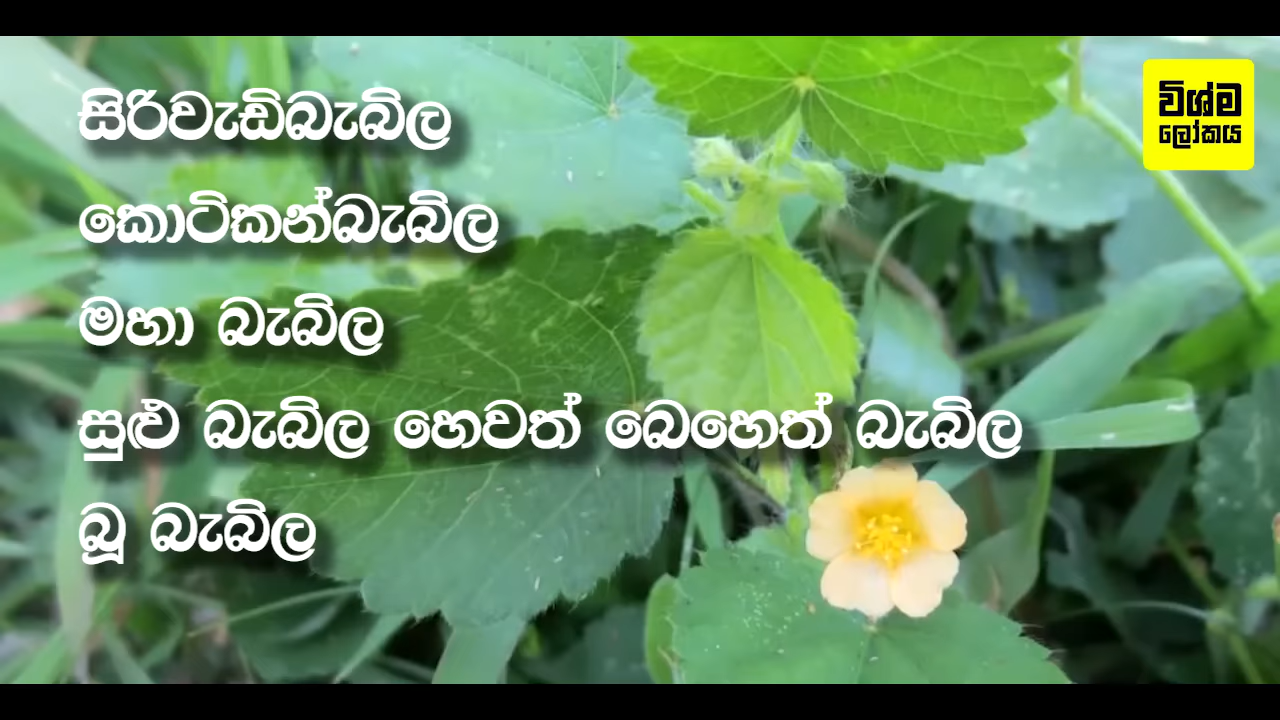 සිරිවැඩිබැබිල
කොටිකන්බැබිල
මහා බැබිල
සුළු බැබිල හෙවත් බෙහෙත් බැබිල
බූ බැබිල
විශ්ම
ලෝකය